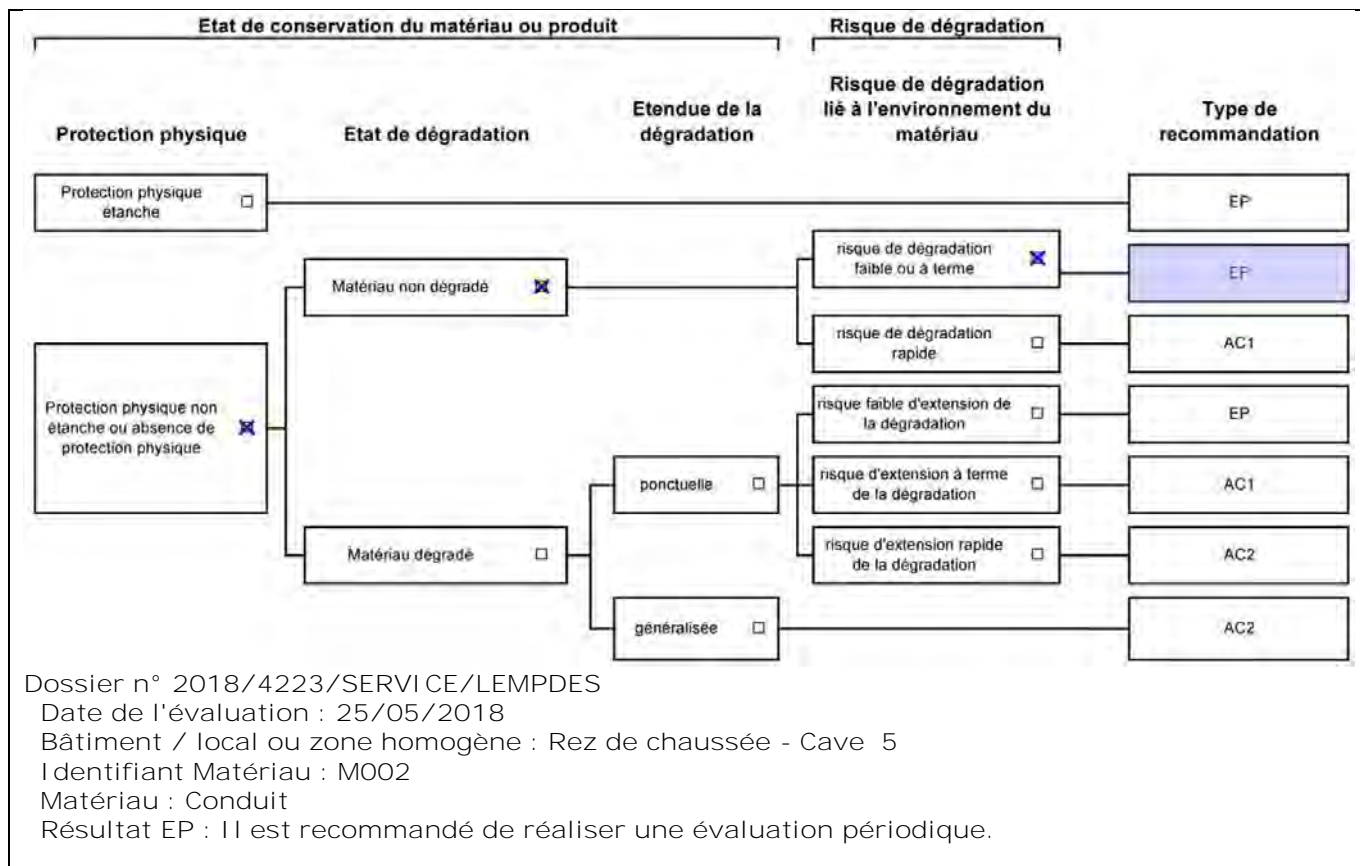 Etat de conservation du matériau ou produit
Risque de dégradation
Protection physique
Etat de dégradation
Etendue de la
dégradation
Risque de dégradation
lié à l'environnement du
matériau
Type de
recommandation
Protection physique
étanche
EP
risque de dégradation
faible ou à terme
EP
Matériau non dégradé
risque de dégradation
rapide
AC1
Protection physique non
étanche ou absence de
protection physique
risque faible d'extension de
la dégradation
EP
ponctuelle
risque d'extension à terme
de la dégradation
AC1
Matériau dégradé
risque d'extension rapide
de la dégradation
AC2
généralisée
AC2
Dossier n° 2018/4223/SERVICE/LEMPDES
Date de l'évaluation : 25/05/2018
Bâtiment / local ou zone homogène : Rez de chaussée - Cave 5
Identifiant Matériau : M002
Matériau : Conduit
Résultat EP : Il est recommandé de réaliser une évaluation périodique.